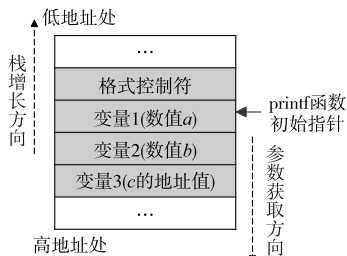 低地址处
栈增长方向
…
格式控制符
变量1(数值a)
变量2(数值b)
变量3(c的地址值)
…
printf函数
初始指针
参数获取方向
高地址处